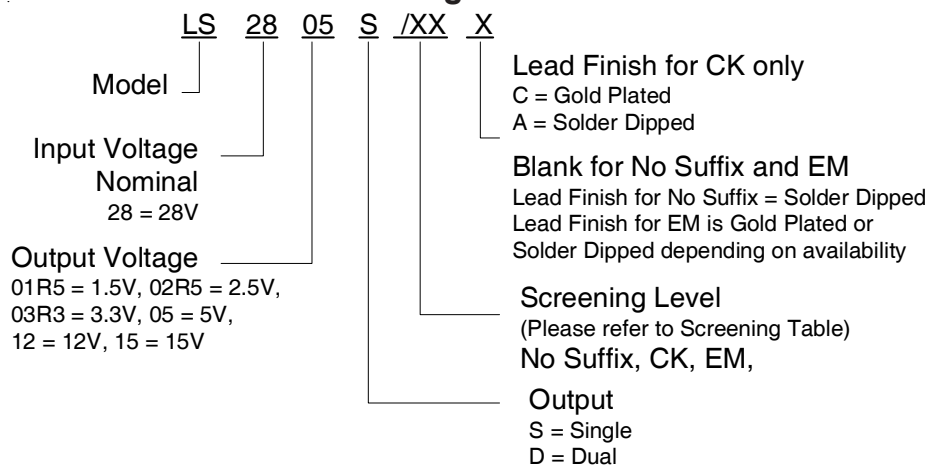 LS 28 05 S /XX X
Model
Input Voltage
Nominal
28 = 28V
Output Voltage
01R5 = 1.5V, 02R5 = 2.5V,
03R3 = 3.3V, 05 = 5V,
12 = 12V, 15 = 15V
Lead Finish for CK only
C = Gold Plated
A = Solder Dipped
Blank for No Suffix and EM
Lead Finish for No Suffix = Solder Dipped
Lead Finish for EM is Gold Plated or
Solder Dipped depending on availability
Screening Level
(Please refer to Screening Table)
No Suffix, CK, EM,
Output
S = Single
D = Dual